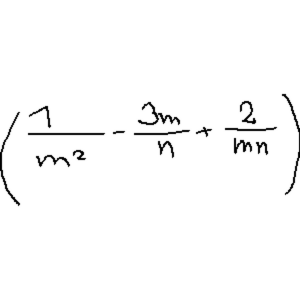 (1/m² - 3m/n + 2/mn)